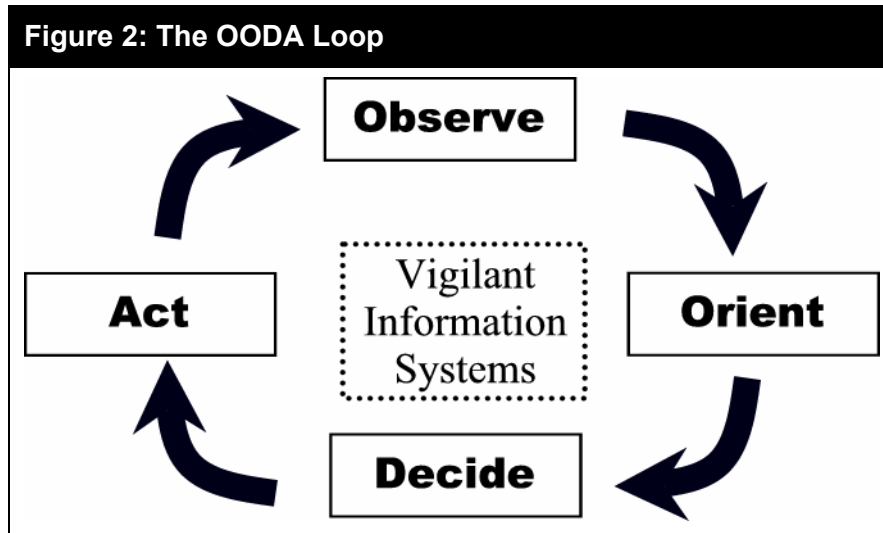 Figure 2: The OODA Loop
Observe
Act
Vigilant
Information
Systems
Orient
Decide